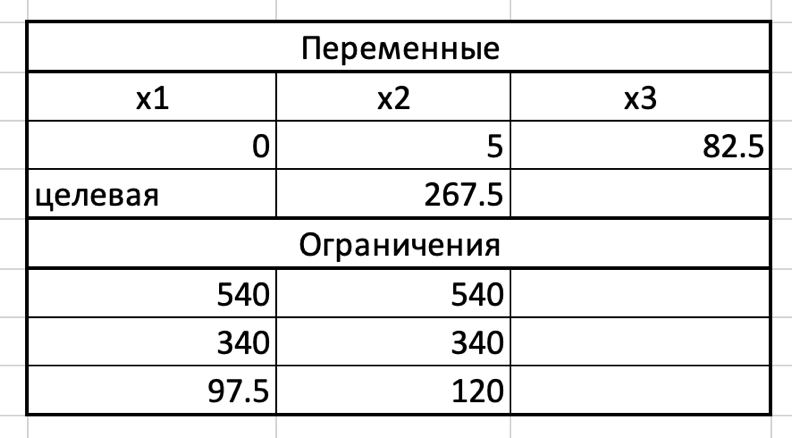 Переменные
x1 x2 x3
0 5 82.5
целевая 267.5
Ограничения
540 540
340 340
97.5 120